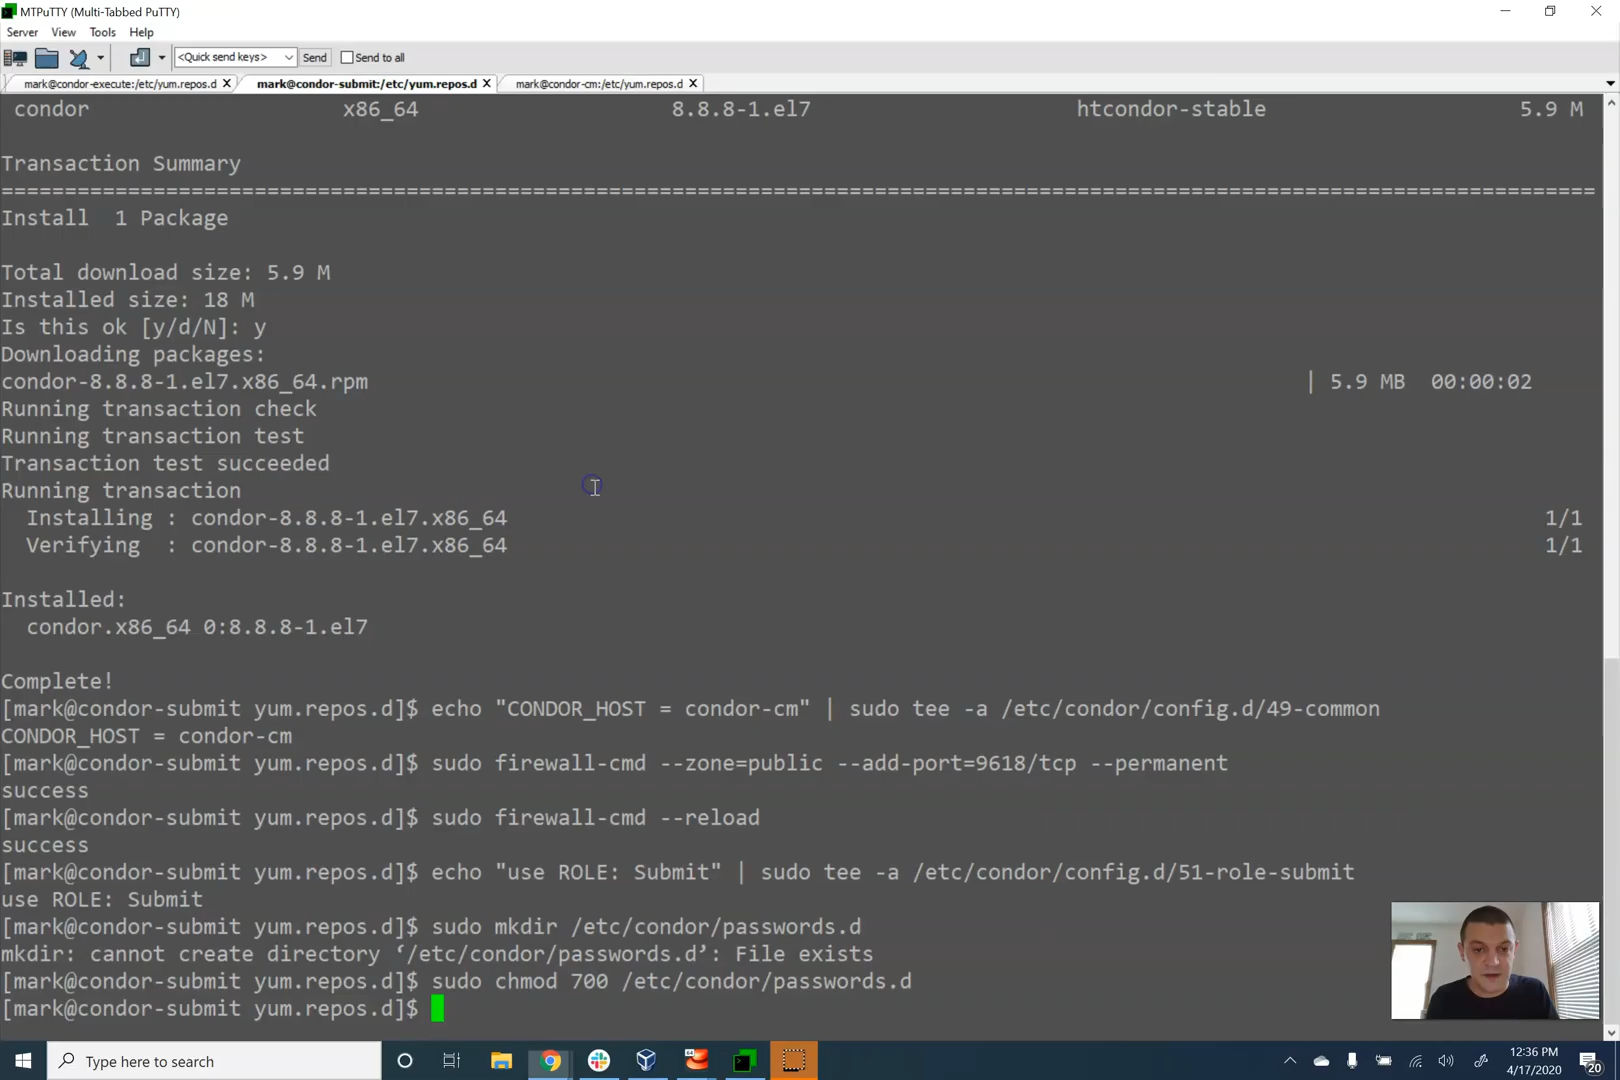 MTPuTTY (Multi-Tabbed PuTTY)
Server View Tools Help
<Quick send keys> Send Send to all
mark@condor-execute:/etc/yum.repos.d mark@condor-submit:/etc/yum.repos.d mark@condor-cm:/etc/yum.repos.d
condor x86_64 8.8.8-1.el7 htcondor-stable 5.9 M
Transaction Summary
================================================================================
Install 1 Package
Total download size: 5.9 M
Installed size: 18 M
Is this ok [y/d/N]: y
Downloading packages:
condor-8.8.8-1.el7.x86_64.rpm | 5.9 MB 00:00:02
Running transaction check
Running transaction test
Transaction test succeeded
Running transaction
Installing : condor-8.8.8-1.el7.x86_64 1/1
Verifying : condor-8.8.8-1.el7.x86_64 1/1
Installed:
condor.x86_64 0:8.8.8-1.el7
Complete!
[mark@condor-submit yum.repos.d]$ echo "CONDOR_HOST = condor-cm" | sudo tee -a /etc/condor/config.d/49-common
CONDOR_HOST = condor-cm
[mark@condor-submit yum.repos.d]$ sudo firewall-cmd --zone=public --add-port=9618/tcp --permanent
success
[mark@condor-submit yum.repos.d]$ sudo firewall-cmd --reload
success
[mark@condor-submit yum.repos.d]$ echo "use ROLE: Submit" | sudo tee -a /etc/condor/config.d/51-role-submit
use ROLE: Submit
[mark@condor-submit yum.repos.d]$ sudo mkdir /etc/condor/passwords.d
mkdir: cannot create directory ‘/etc/condor/passwords.d’: File exists
[mark@condor-submit yum.repos.d]$ sudo chmod 700 /etc/condor/passwords.d
[mark@condor-submit yum.repos.d]$
Type here to search
12:36 PM
4/17/2020
20